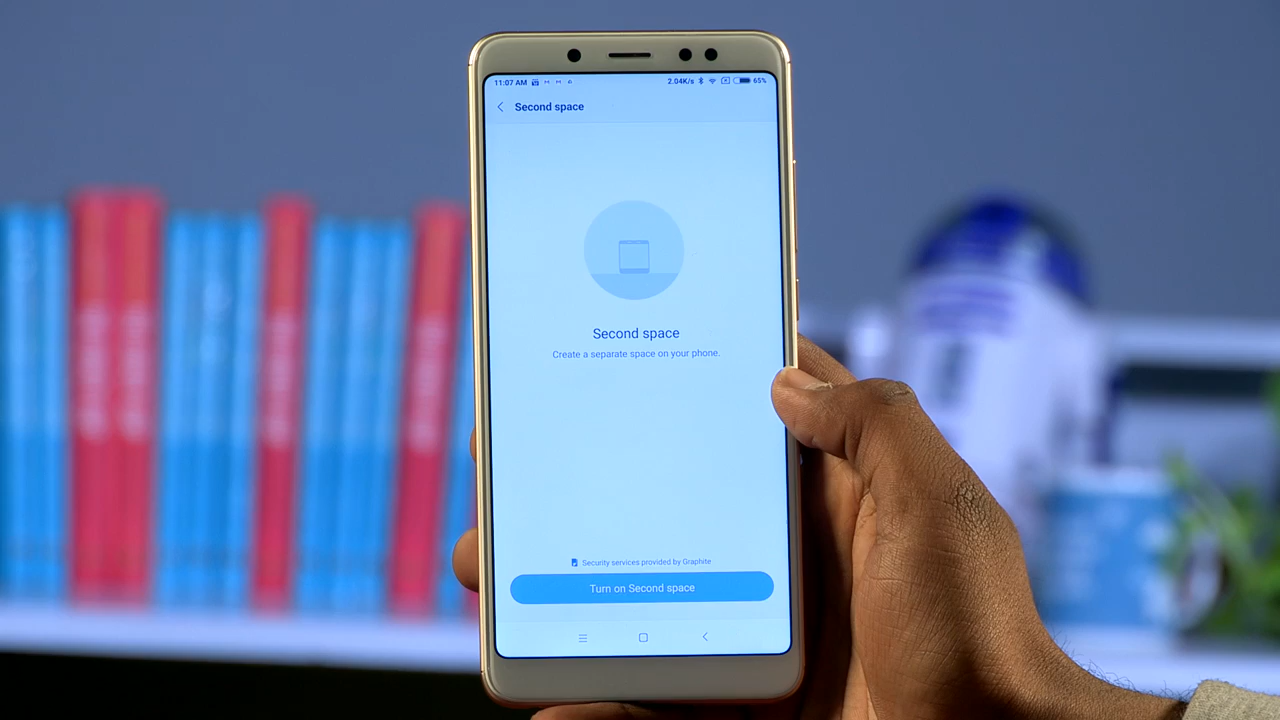 11:07 AM
2.04K/s
65%
Second space
Second space
Create a separate space on your phone.
Security services provided by Graphite
Turn on Second space